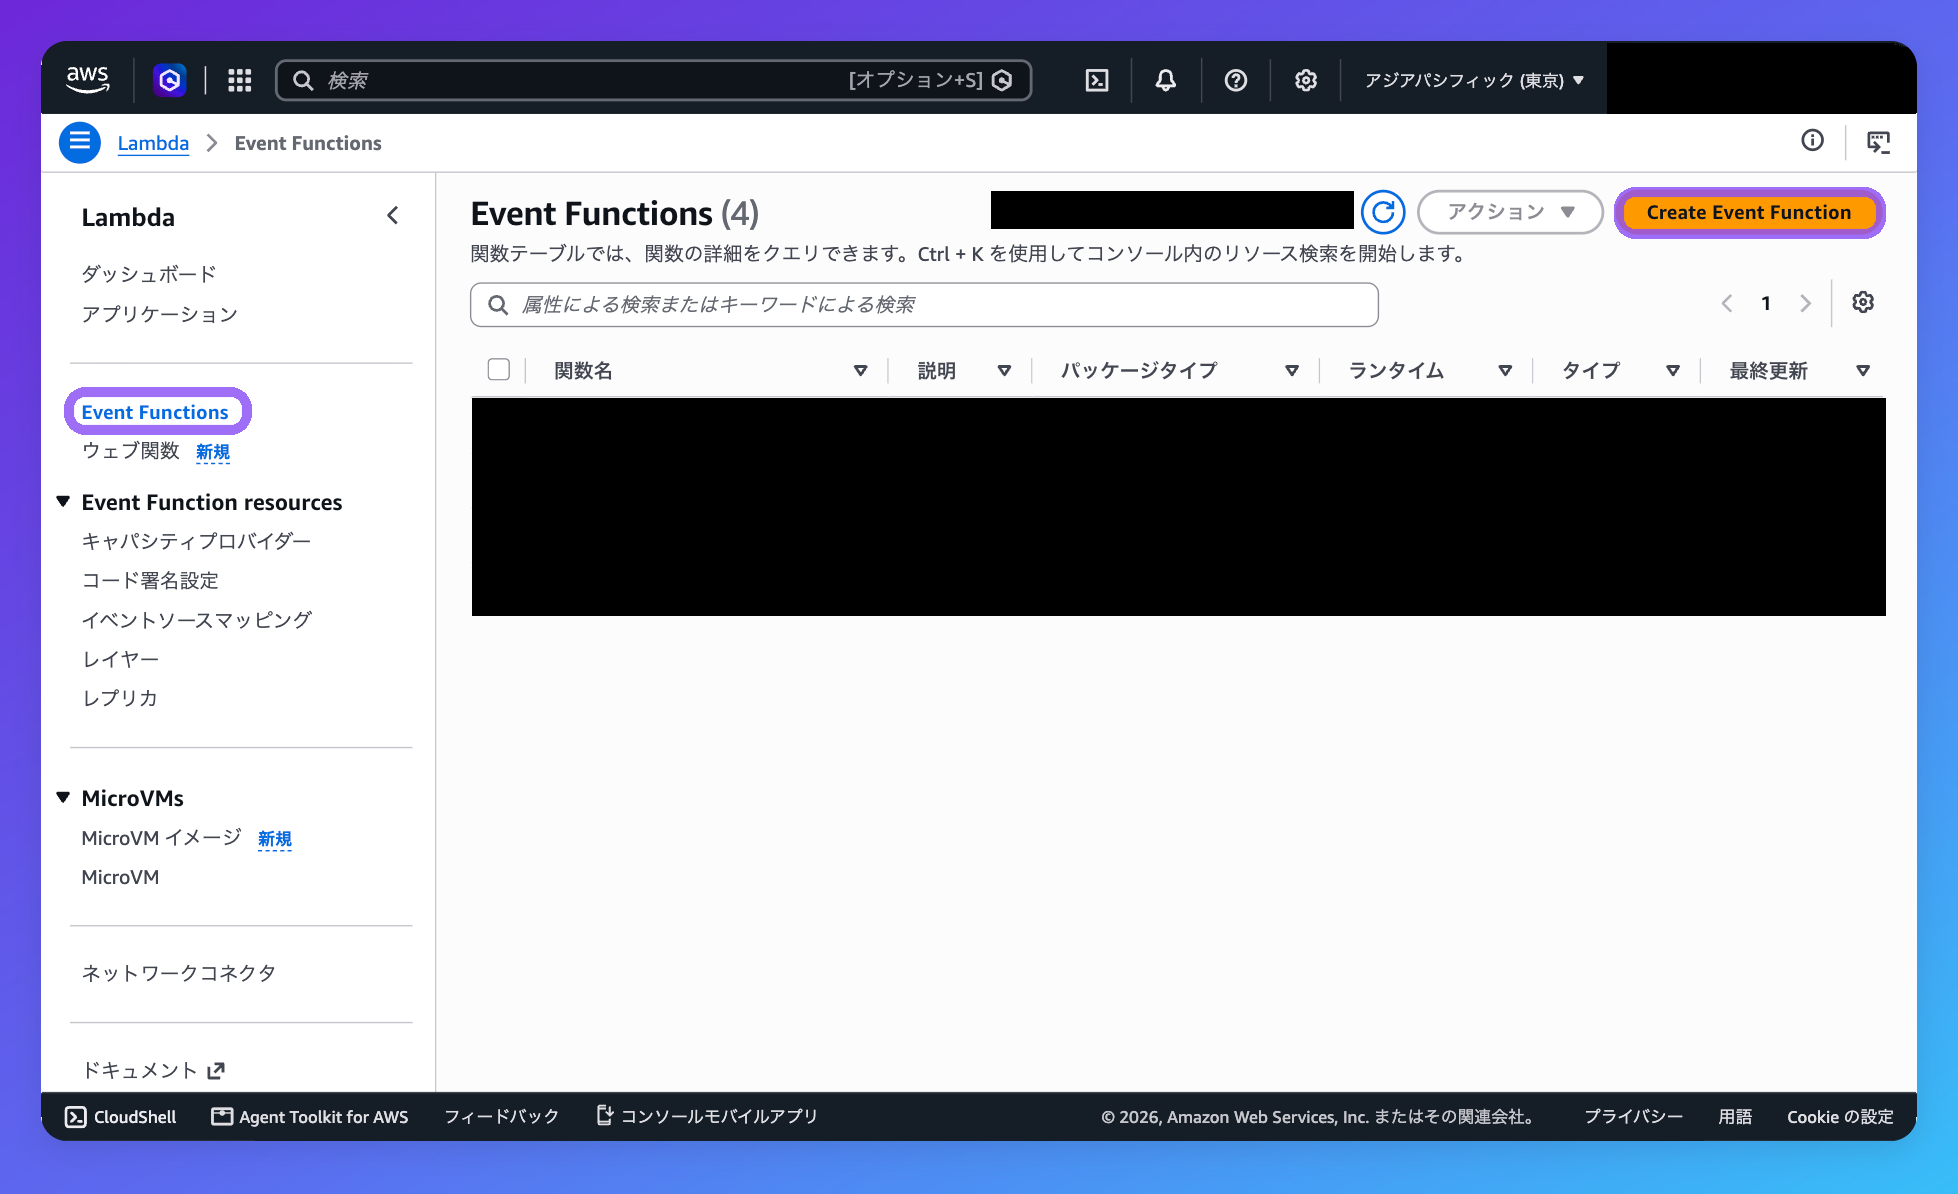 aws
検索
[オプション+S]
アジアパシフィック (東京)
Lambda
Event Functions
Lambda
ダッシュボード
アプリケーション
Event Functions
ウェブ関数 新規
Event Function resources
キャパシティプロバイダー
コード署名設定
イベントソースマッピング
レイヤー
レプリカ
MicroVMs
MicroVM イメージ 新規
MicroVM
ネットワークコネクタ
ドキュメント
Event Functions (4)
アクション
Create Event Function
関数テーブルでは、関数の詳細をクエリできます。Ctrl + K を使用してコンソール内のリソース検索を開始します。
属性による検索またはキーワードによる検索
1
関数名 説明 パッケージタイプ ランタイム タイプ 最終更新
CloudShell Agent Toolkit for AWS フィードバック コンソールモバイルアプリ © 2026, Amazon Web Services, Inc. またはその関連会社。 プライバシー 用語 Cookie の設定